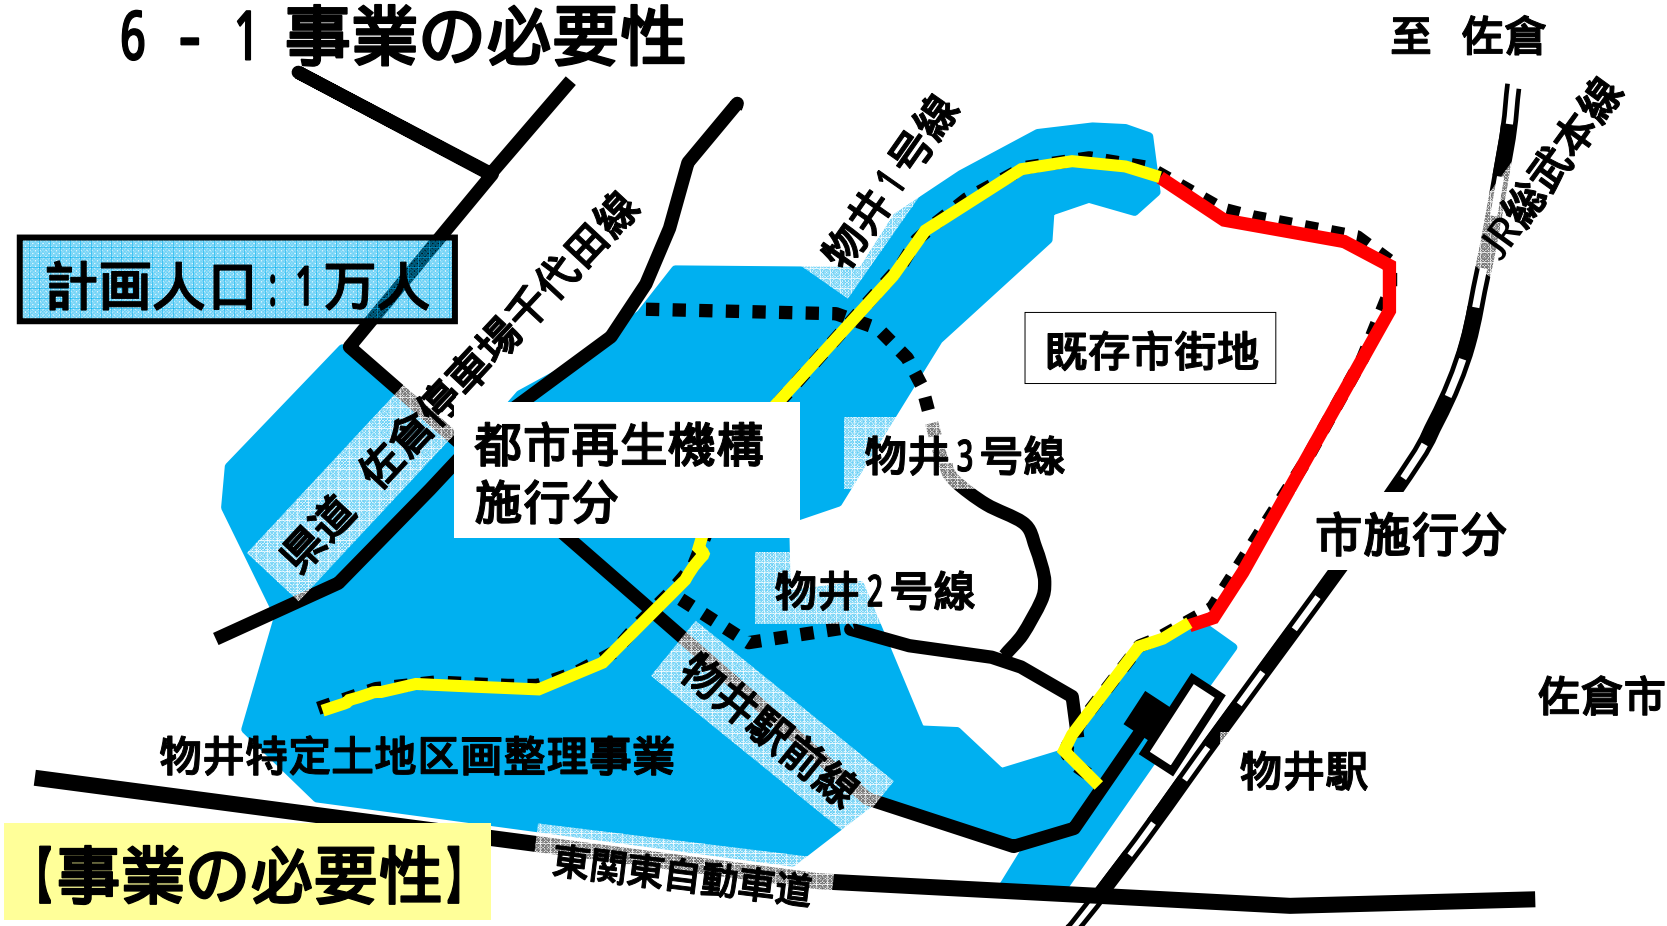 6-1 事業の必要性
至 佐倉
JR総武本線
物井1号線
県道 佐倉停車場千代田線
計画人口:1万人
既存市街地
都市再生機構
施行分
物井3号線
市施行分
物井2号線
佐倉市
物井駅前線
物井特定土地区画整理事業
物井駅
【事業の必要性】
東関東自動車道